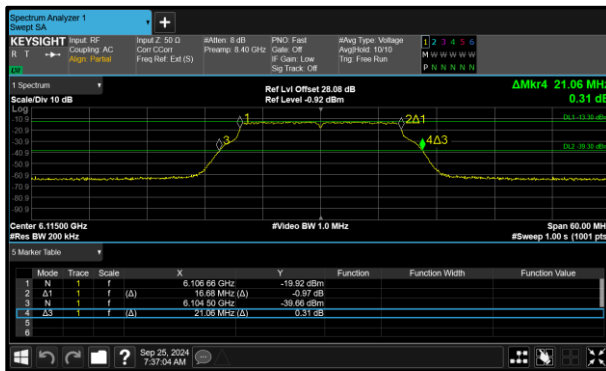 Spectrum Analyzer 1
Swept SA
+
KEYSIGHT Input: RF Input Z: 50 Ω #Atten: 8 dB PNO: Fast #Avg Type: Voltage 1 2 3 4 5 6
R T Coupling: AC Corr CCorr Preamp: 8.40 GHz Gate: Off Avg|Hold: 10/10 M W W W W W
Align: Partial Freq Ref: Ext (S) IF Gain: Low Trig: Free Run P N N N N N
Sig Track: Off
1 Spectrum Ref Lvl Offset 28.08 dB ΔMkr4 21.06 MHz
Scale/Div 10 dB Ref Level -0.92 dBm 0.31 dB
Log
-10.9 1 2Δ1 DL1 -13.30 dBm
-20.9
-30.9 3 4Δ3
-40.9 DL2 -39.30 dBm
-50.9
-60.9
-70.9
-80.9
-90.9
Center 6.11500 GHz #Video BW 1.0 MHz Span 60.00 MHz
#Res BW 200 kHz #Sweep 1.00 s (1001 pts
5 Marker Table
Mode Trace Scale X Y Function Function Width Function Value
1 N 1 f 6.106 66 GHz -19.92 dBm
2 Δ1 1 f (Δ) 16.68 MHz (Δ) -0.97 dB
3 N 1 f 6.104 50 GHz -39.66 dBm
4 Δ3 1 f (Δ) 21.06 MHz (Δ) 0.31 dB
5
6
? Sep 25, 2024
7:37:04 AM